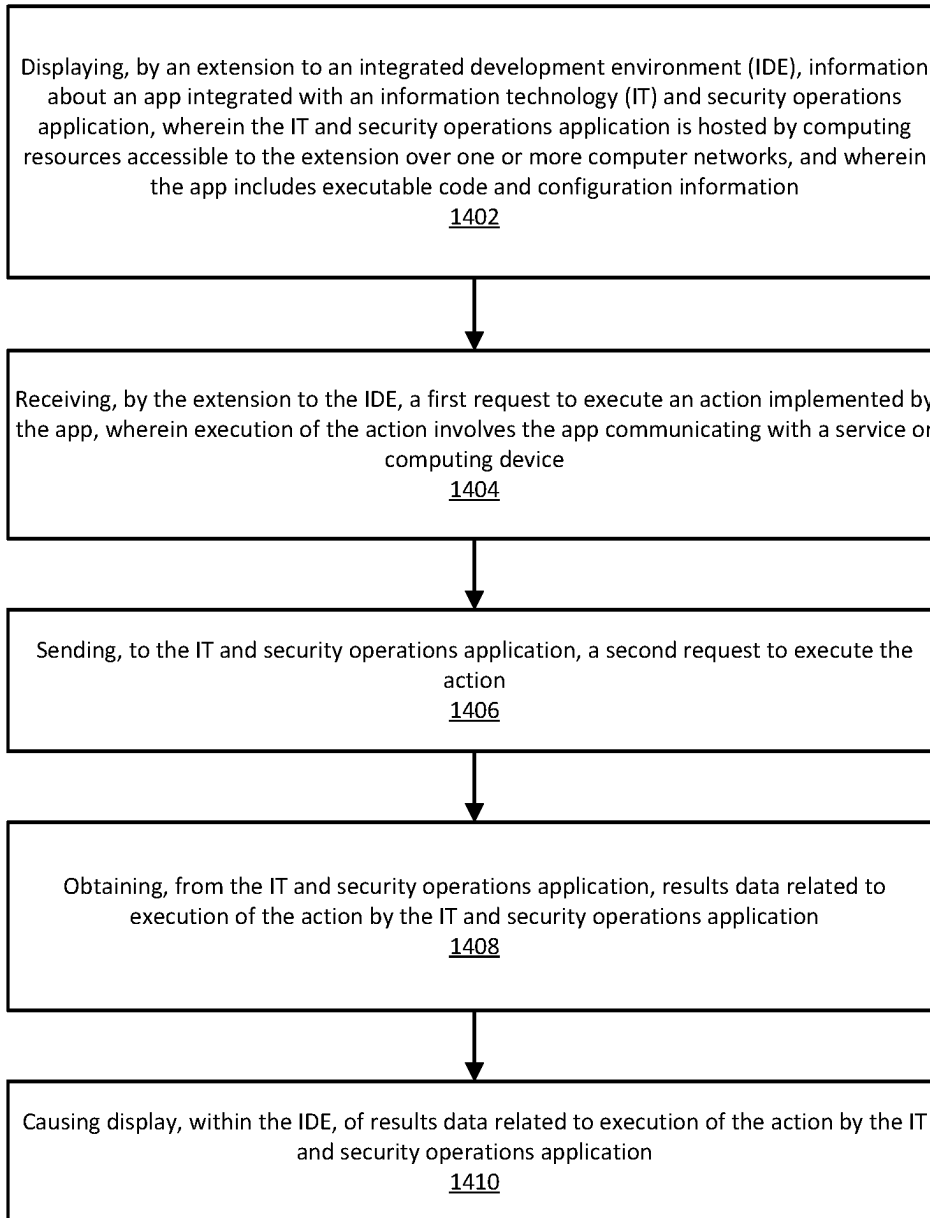 Displaying, by an extension to an integrated development environment (IDE), information
about an app integrated with an information technology (IT) and security operations
application, wherein the IT and security operations application is hosted by computing
resources accessible to the extension over one or more computer networks, and wherein
the app includes executable code and configuration information
1402
Receiving, by the extension to the IDE, a first request to execute an action implemented by
the app, wherein execution of the action involves the app communicating with a service or
computing device
1404
Sending, to the IT and security operations application, a second request to execute the
action
1406
Obtaining, from the IT and security operations application, results data related to
execution of the action by the IT and security operations application
1408
Causing display, within the IDE, of results data related to execution of the action by the IT
and security operations application
1410